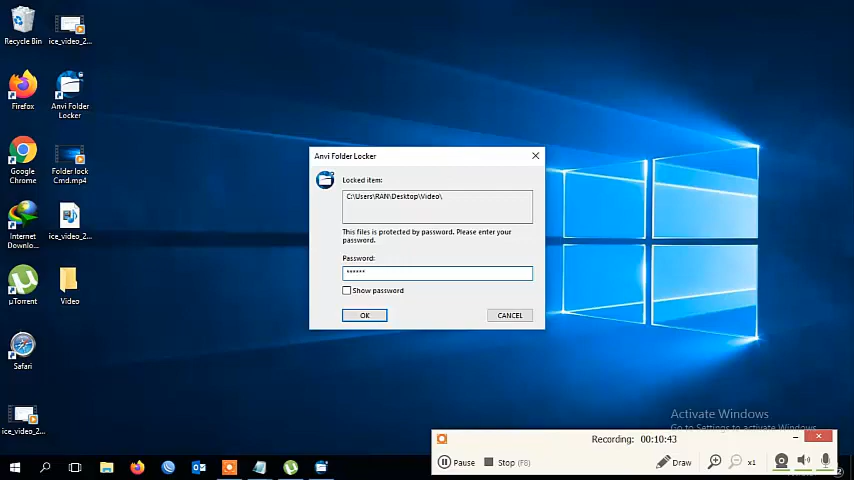 Recycle Bin
ice_video_2...
Firefox
Anvi Folder
Locker
Google
Chrome
Folder lock
Cmd.mp4
Internet
Downlo...
ice_video_2...
µTorrent
Video
Safari
ice_video_2...
Anvi Folder Locker
Locked item:
C:\Users\RAN\Desktop\Video\
This files is protected by password. Please enter your
password.
Password:
******
Show password
OK
CANCEL
Activate Windows
Go to Settings to activate Windows.
Recording: 00:10:43
Pause
Stop (F8)
Draw
x1